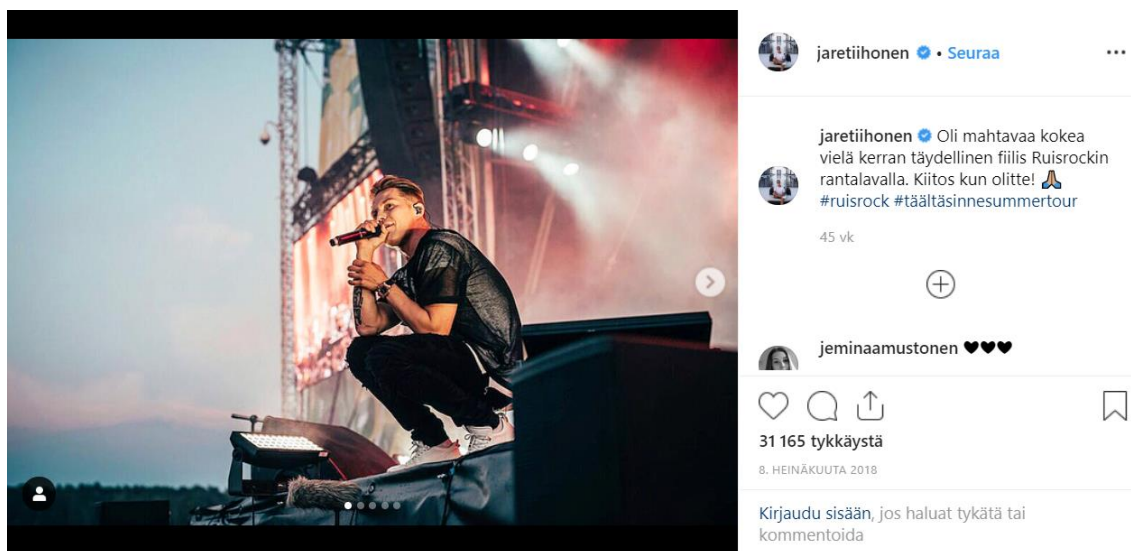 jaretiihonen • Seuraa
jaretiihonen Oli mahtavaa kokea
vielä kerran täydellinen fiilis Ruisrockin
rantalavalla. Kiitos kun olitte! 🙏🏽
#ruisrock #täältäsinnesummertour
45 vk
jeminaamustonen 🖤🖤🖤
31 165 tykkäystä
8. HEINÄKUUTA 2018
Kirjaudu sisään, jos haluat tykätä tai
kommentoida